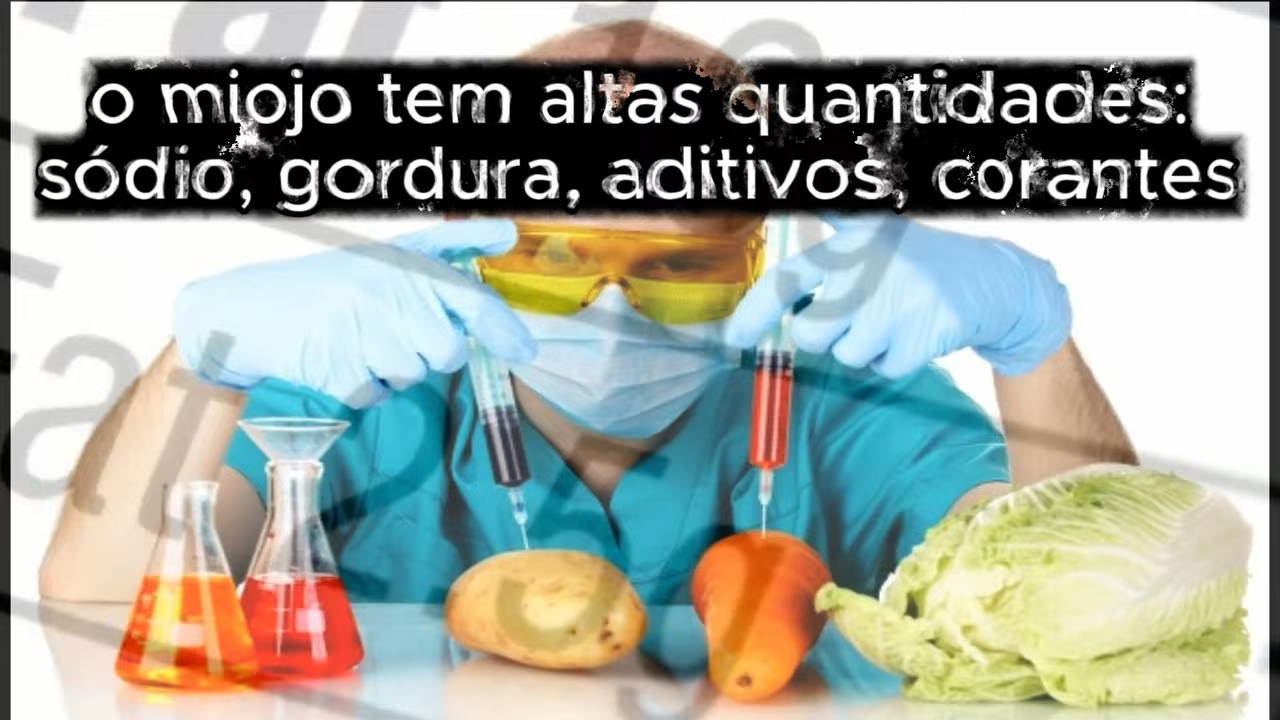 o miojo tem altas quantidades:
sódio, gordura, aditivos, corantes